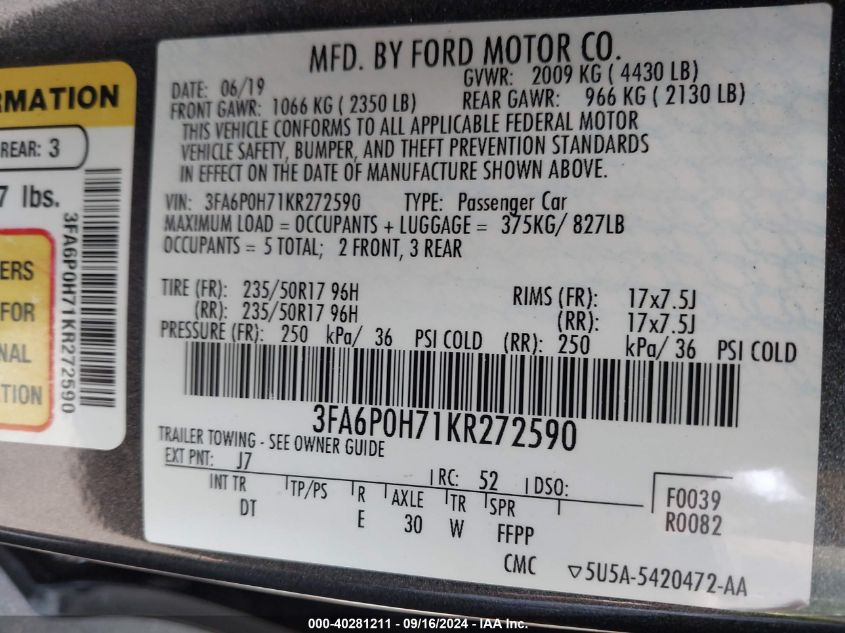 RMATION
REAR: 3
7 lbs.
ERS
FOR
NAL
TION
3FA6P0H71KR272590
MFD. BY FORD MOTOR CO.
DATE: 06/19 GVWR: 2009 KG ( 4430 LB)
FRONT GAWR: 1066 KG ( 2350 LB) REAR GAWR: 966 KG ( 2130 LB)
THIS VEHICLE CONFORMS TO ALL APPLICABLE FEDERAL MOTOR
VEHICLE SAFETY, BUMPER, AND THEFT PREVENTION STANDARDS
IN EFFECT ON THE DATE OF MANUFACTURE SHOWN ABOVE.
VIN: 3FA6P0H71KR272590 TYPE: Passenger Car
MAXIMUM LOAD = OCCUPANTS + LUGGAGE = 375KG/ 827LB
OCCUPANTS = 5 TOTAL; 2 FRONT, 3 REAR
TIRE (FR): 235/50R17 96H RIMS (FR): 17x7.5J
(RR): 235/50R17 96H (RR): 17x7.5J
PRESSURE (FR): 250 kPa/ 36 PSI COLD (RR): 250 kPa/ 36 PSI COLD
3FA6P0H71KR272590
TRAILER TOWING - SEE OWNER GUIDE
EXT PNT: J7 RC: 52 DSO:
INT TR TP/PS R AXLE TR SPR F0039
DT E 30 W FFPP R0082
CMC ▽5U5A-5420472-AA
000-40281211 - 09/16/2024 - IAA Inc.